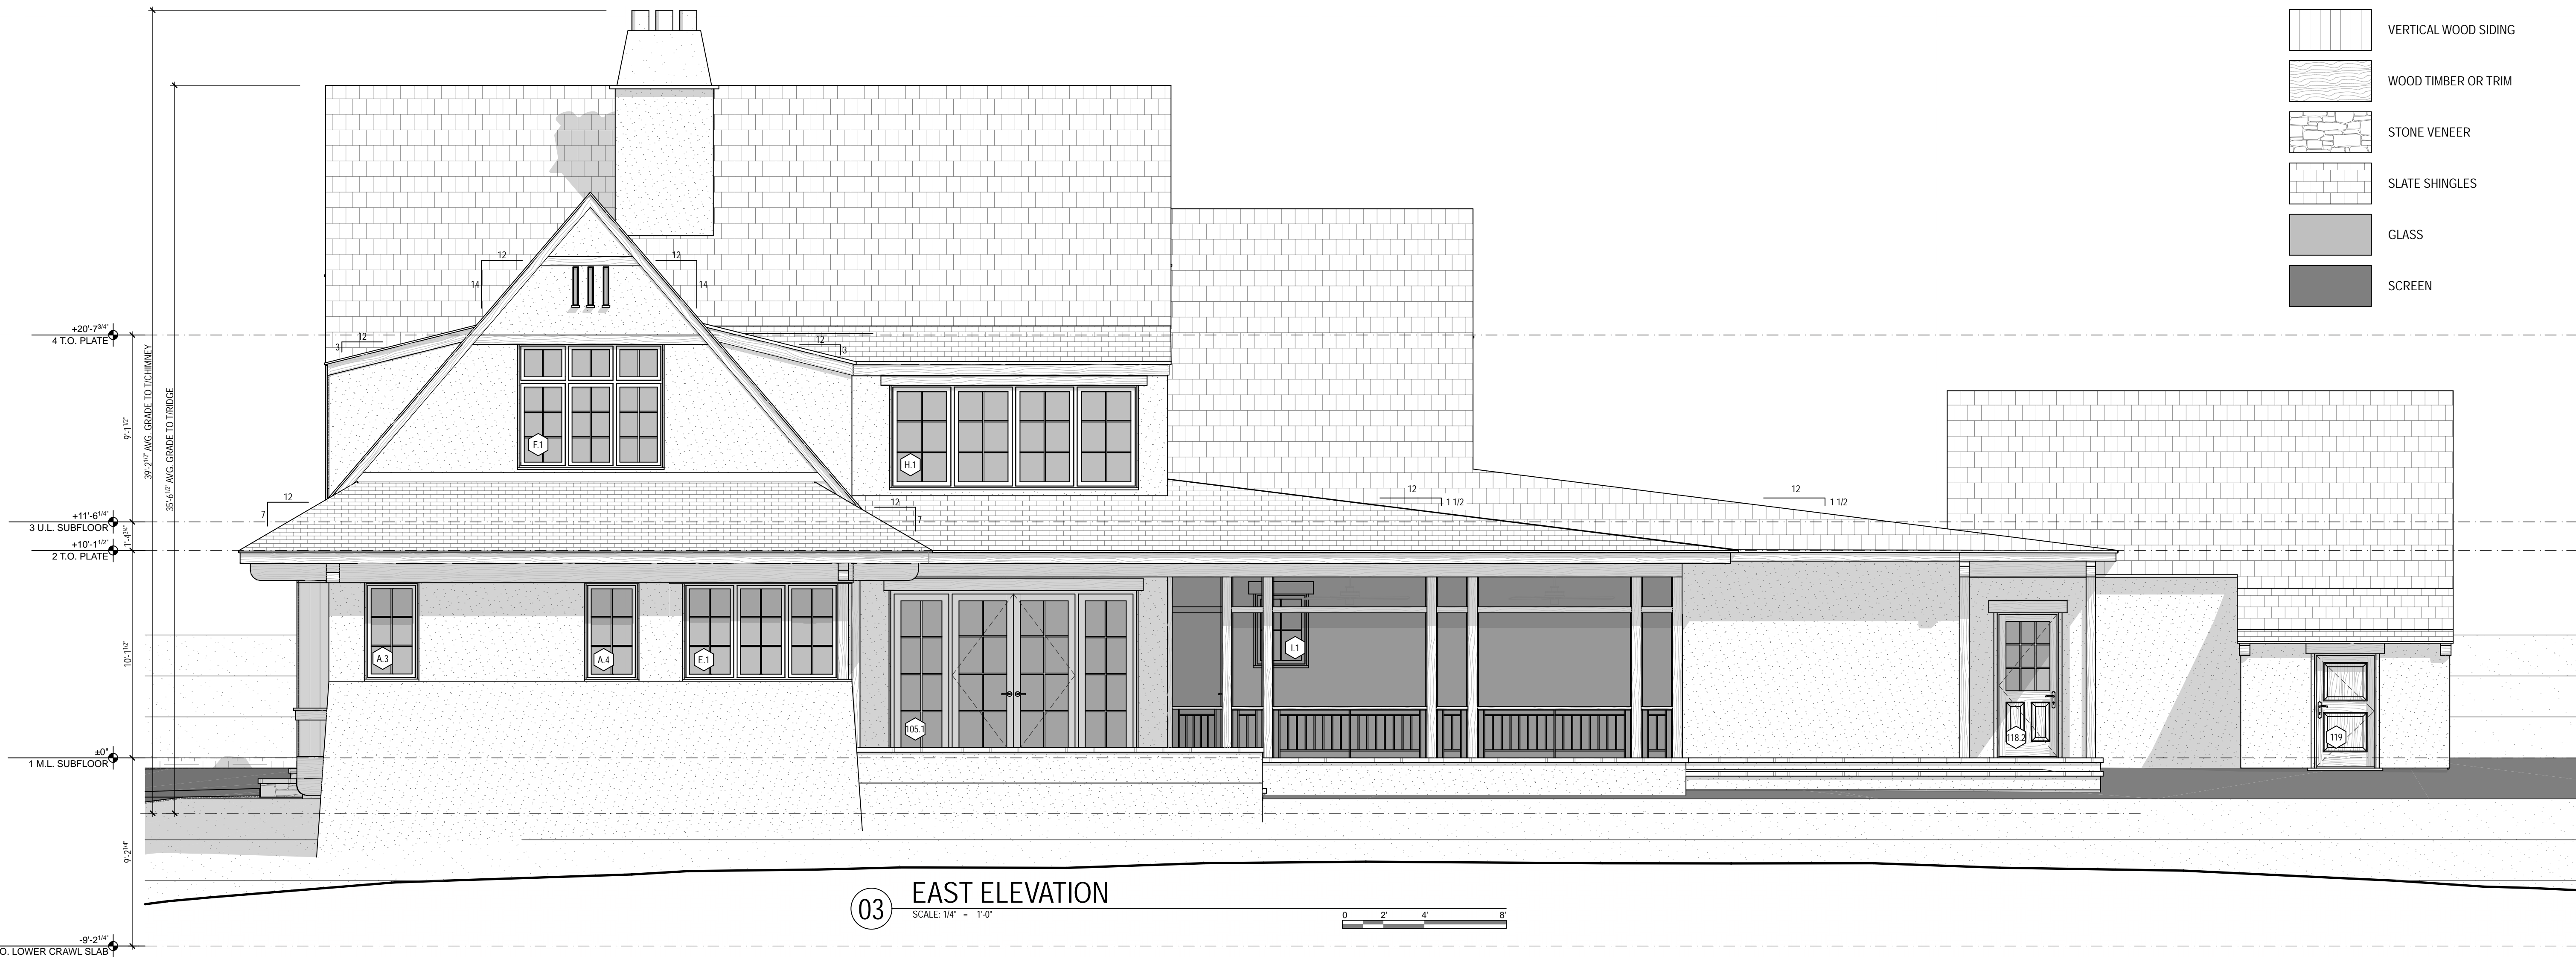 VERTICAL WOOD SIDING
WOOD TIMBER OR TRIM
STONE VENEER
SLATE SHINGLES
GLASS
SCREEN
12
12
14
14
+20'-7 3/4"
4 T.O. PLATE
12
3
12
3
39'-2 1/2" AVG. GRADE TO T/CHIMNEY
35'-6 1/2" AVG. GRADE TO T/RIDGE
9'-1 1/2"
F.1
H.1
12
7
12
7
12
1 1/2
12
1 1/2
+11'-6 1/4"
3 U.L. SUBFLOOR
1'-4 3/4"
+10'-1 1/2"
2 T.O. PLATE
10'-1 1/2"
A.3
A.4
E.1
I.1
105.1
118.2
119
±0"
1 M.L. SUBFLOOR
9'-2 1/4"
03
EAST ELEVATION
SCALE: 1/4" = 1'-0"
0 2' 4' 8'
-9'-2 1/4"
O. LOWER CRAWL SLAB